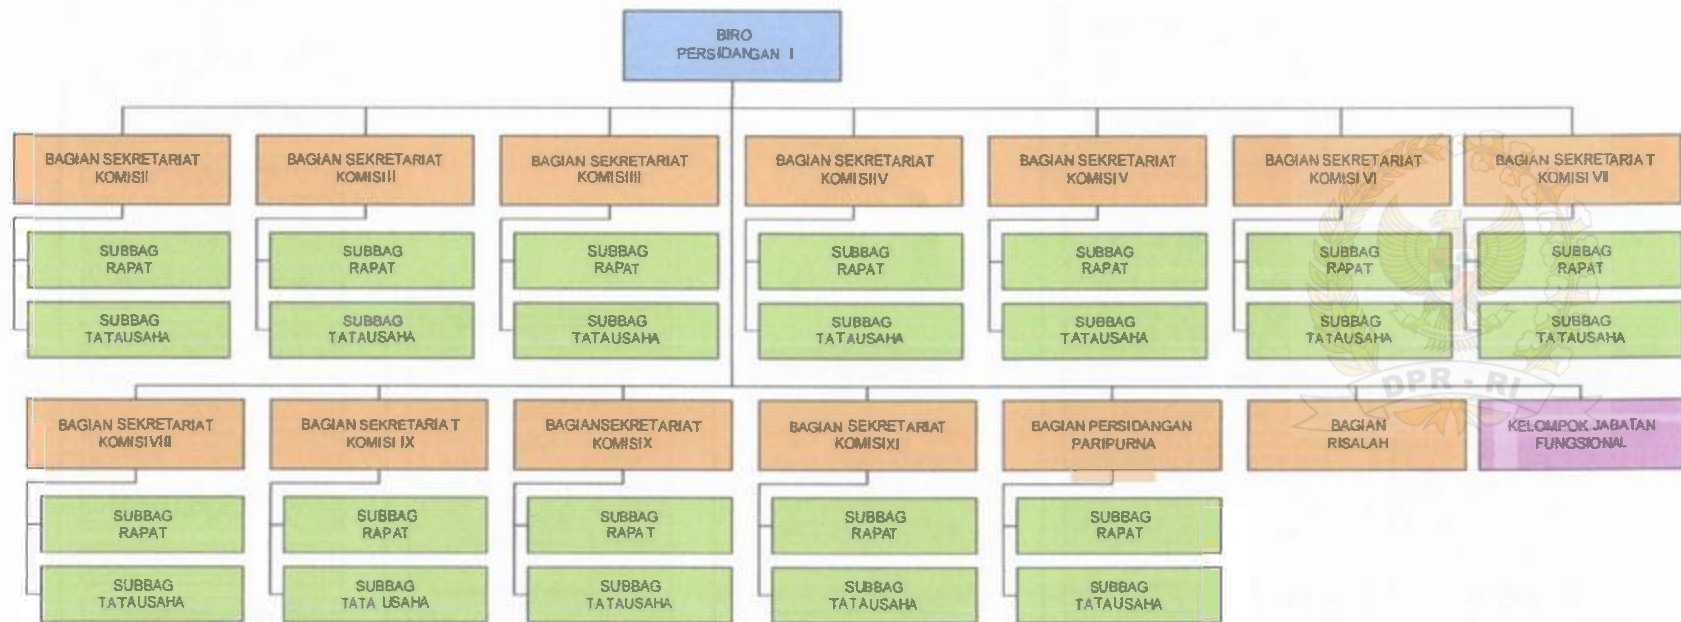 BIRO
PERSIDANGAN I
BAGIAN SEKRETARIAT
KOMISI I
BAGIAN SEKRETARIAT
KOMISI II
BAGIAN SEKRETARIAT
KOMISI III
BAGIAN SEKRETARIAT
KOMISI IV
BAGIAN SEKRETARIAT
KOMISI V
BAGIAN SEKRETARIAT
KOMISI VI
BAGIAN SEKRETARIAT
KOMISI VII
SUBBAG
RAPAT
SUBBAG
RAPAT
SUBBAG
RAPAT
SUBBAG
RAPAT
SUBBAG
RAPAT
SUBBAG
RAPAT
SUBBAG
RAPAT
SUBBAG
TATAUSAHA
SUBBAG
TATAUSAHA
SUBBAG
TATAUSAHA
SUBBAG
TATAUSAHA
SUBBAG
TATAUSAHA
SUBBAG
TATAUSAHA
SUBBAG
TATAUSAHA
DPR - RI
BAGIAN SEKRETARIAT
KOMISI VIII
BAGIAN SEKRETARIAT
KOMISI IX
BAGIAN SEKRETARIAT
KOMISI X
BAGIAN SEKRETARIAT
KOMISI XI
BAGIAN PERSIDANGAN
PARIPURNA
BAGIAN
RISALAH
KELOMPOK JABATAN
FUNGSIONAL
SUBBAG
RAPAT
SUBBAG
RAPAT
SUBBAG
RAPAT
SUBBAG
RAPAT
SUBBAG
RAPAT
SUBBAG
TATAUSAHA
SUBBAG
TATA USAHA
SUBBAG
TATAUSAHA
SUBBAG
TATAUSAHA
SUBBAG
TATAUSAHA